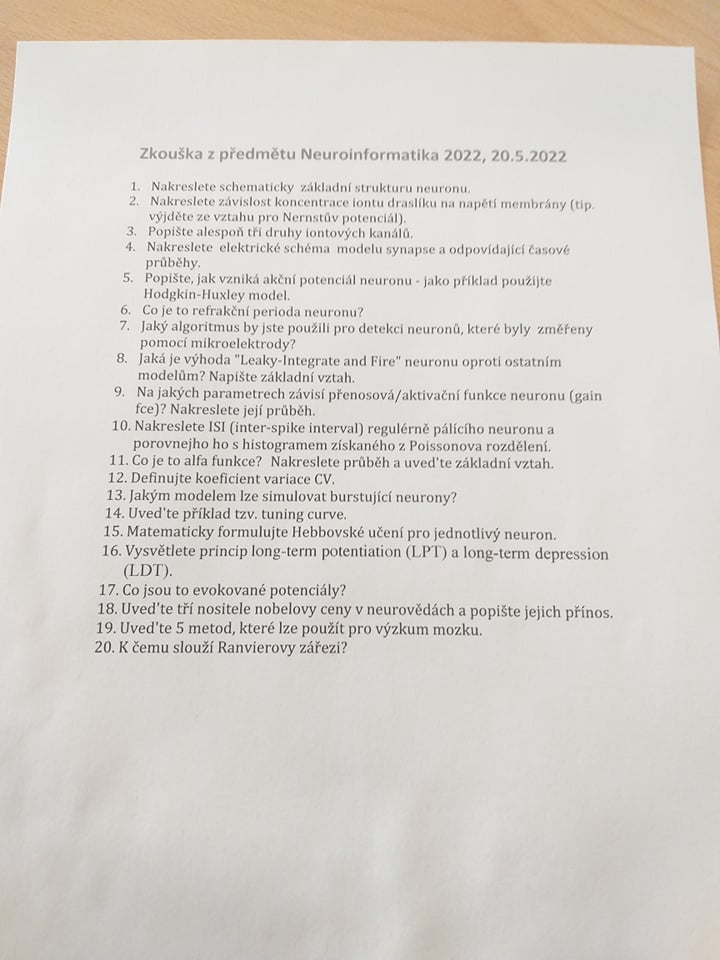 Zkouška z předmětu Neuroinformatika 2022, 20.5.2022
1. Nakreslete schematicky základní strukturu neuronu.
2. Nakreslete závislost koncentrace iontu draslíku na napětí membrány (tip.
výjděte ze vztahu pro Nernstův potenciál).
3. Popište alespoň tři druhy iontových kanálů.
4. Nakreslete elektrické schéma modelu synapse a odpovídající časové
průběhy.
5. Popište, jak vzniká akční potenciál neuronu - jako příklad použijte
Hodgkin-Huxley model.
6. Co je to refrakční perioda neuronu?
7. Jaký algoritmus by jste použili pro detekci neuronů, které byly změřeny
pomocí mikroelektrody?
8. Jaká je výhoda "Leaky-Integrate and Fire" neuronu oproti ostatním
modelům? Napište základní vztah.
9. Na jakých parametrech závisí přenosová/aktivační funkce neuronu (gain
fce)? Nakreslete její průběh.
10. Nakreslete ISI (inter-spike interval) regulérně pálícího neuronu a
porovnejho ho s histogramem získaného z Poissonova rozdělení.
11. Co je to alfa funkce? Nakreslete průběh a uveď'te základní vztah.
12. Definujte koeficient variace CV.
13. Jakým modelem lze simulovat burstující neurony?
14. Uveď'te příklad tzv. tuning curve.
15. Matematicky formulujte Hebbovské učení pro jednotlivý neuron.
16. Vysvětlete princip long-term potentiation (LPT) a long-term depression
(LDT).
17. Co jsou to evokované potenciály?
18. Uveď'te tří nositele nobelovy ceny v neurovědách a popište jejich přínos.
19. Uveď'te 5 metod, které lze použít pro výzkum mozku.
20. K čemu slouží Ranvierovy zářezi?